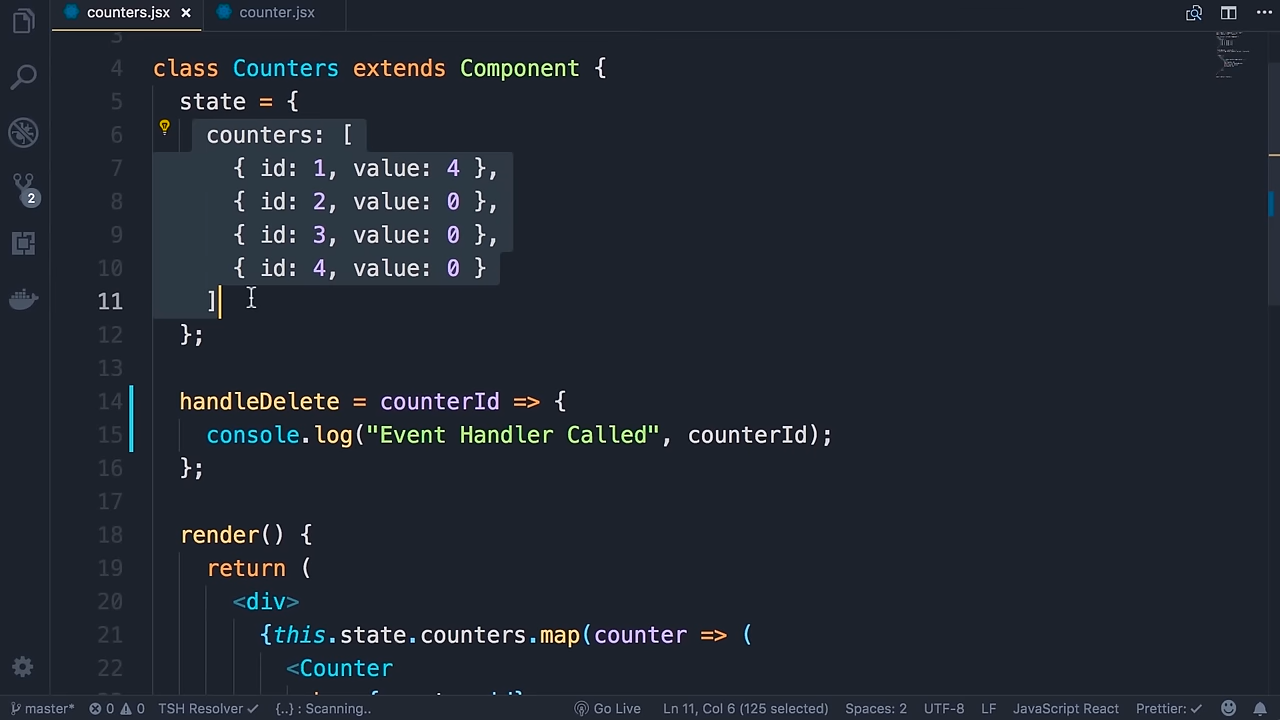 counters.jsx ×
counter.jsx
3
4 class Counters extends Component {
5 state = {
6 counters: [
7 { id: 1, value: 4 },
8 { id: 2, value: 0 },
9 { id: 3, value: 0 },
10 { id: 4, value: 0 }
11 ]
12 };
13
14 handleDelete = counterId => {
15 console.log("Event Handler Called", counterId);
16 };
17
18 render() {
19 return (
20 <div>
21 {this.state.counters.map(counter => (
22 <Counter
2
master* 0 0 TSH Resolver {..} : Scanning.. Go Live Ln 11, Col 6 (125 selected) Spaces: 2 UTF-8 LF JavaScript React Prettier: ✓